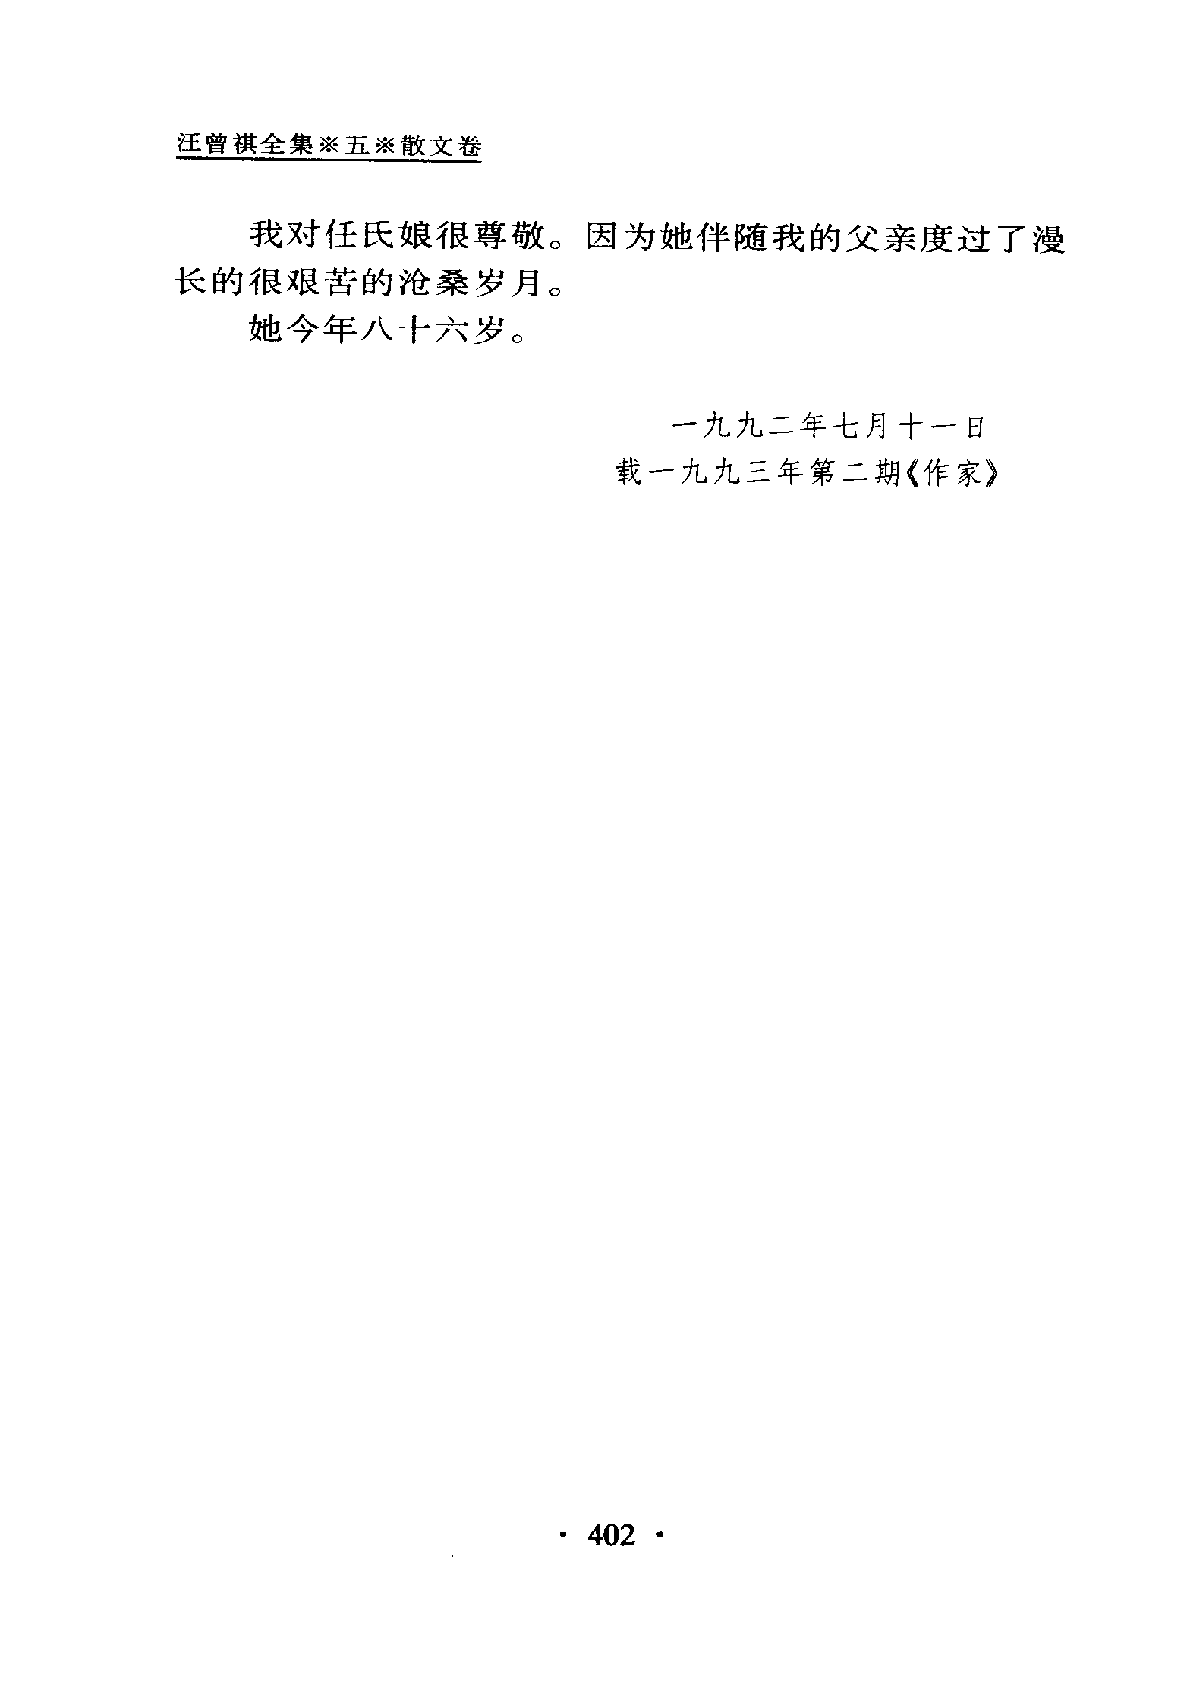 汪曾祺全集※五※散文卷
我对任氏娘很尊敬。因为她伴随我的父亲度过了漫
长的很艰苦的沧桑岁月。
她今年八十六岁。
一九九二年七月十一日
载一九九三年第二期《作家》
· 402 ·